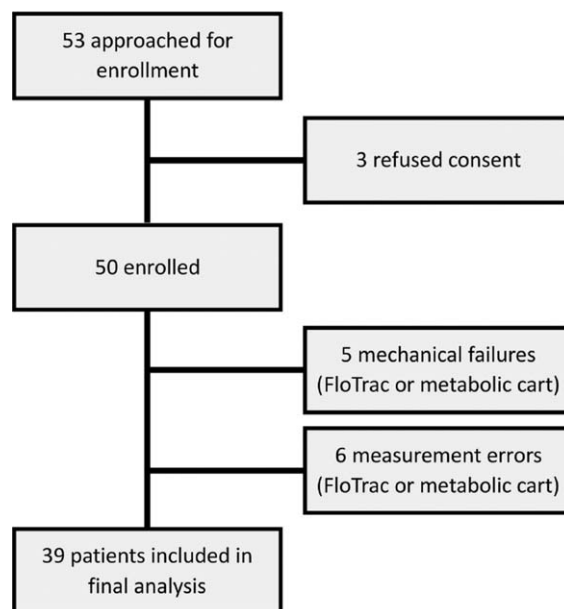 53 approached for
enrollment
3 refused consent
50 enrolled
5 mechanical failures
(FloTrac or metabolic cart)
6 measurement errors
(FloTrac or metabolic cart)
39 patients included in
final analysis